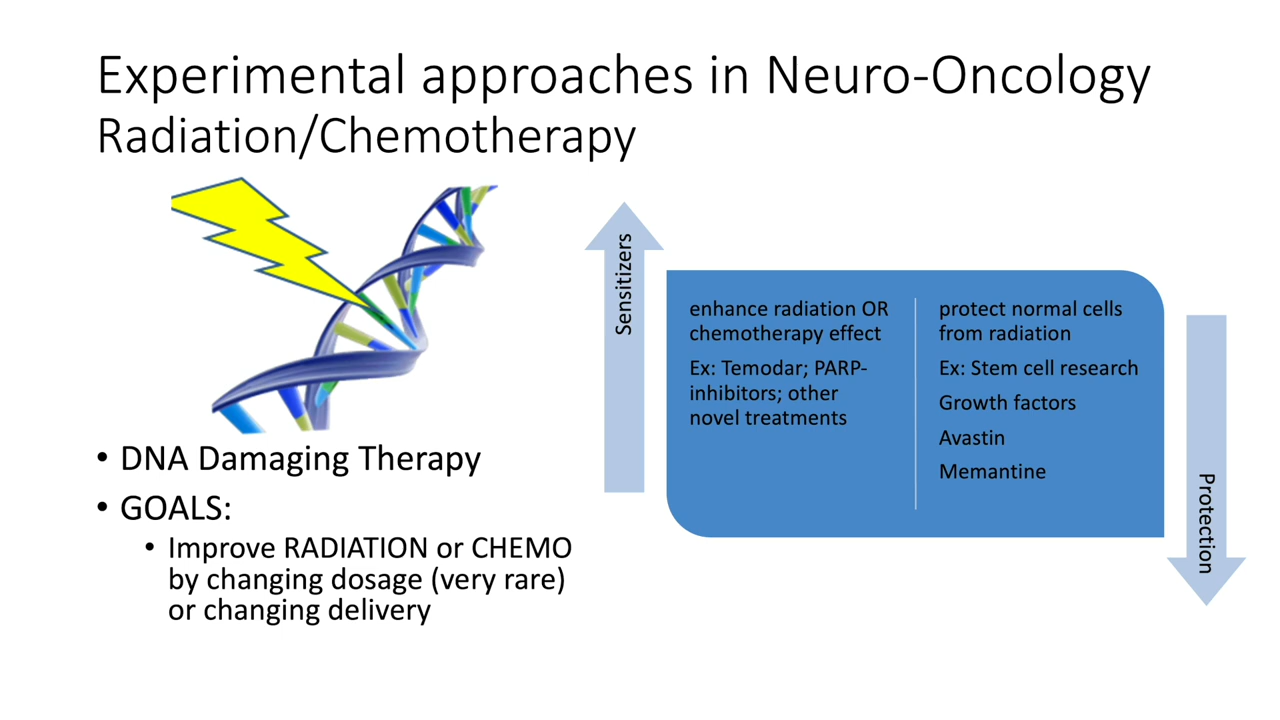 Experimental approaches in Neuro-Oncology
Radiation/Chemotherapy
• DNA Damaging Therapy
• GOALS:
• Improve RADIATION or CHEMO
by changing dosage (very rare)
or changing delivery
Sensitizers
enhance radiation OR
chemotherapy effect
Ex: Temodar; PARP-
inhibitors; other
novel treatments
protect normal cells
from radiation
Ex: Stem cell research
Growth factors
Avastin
Memantine
Protection